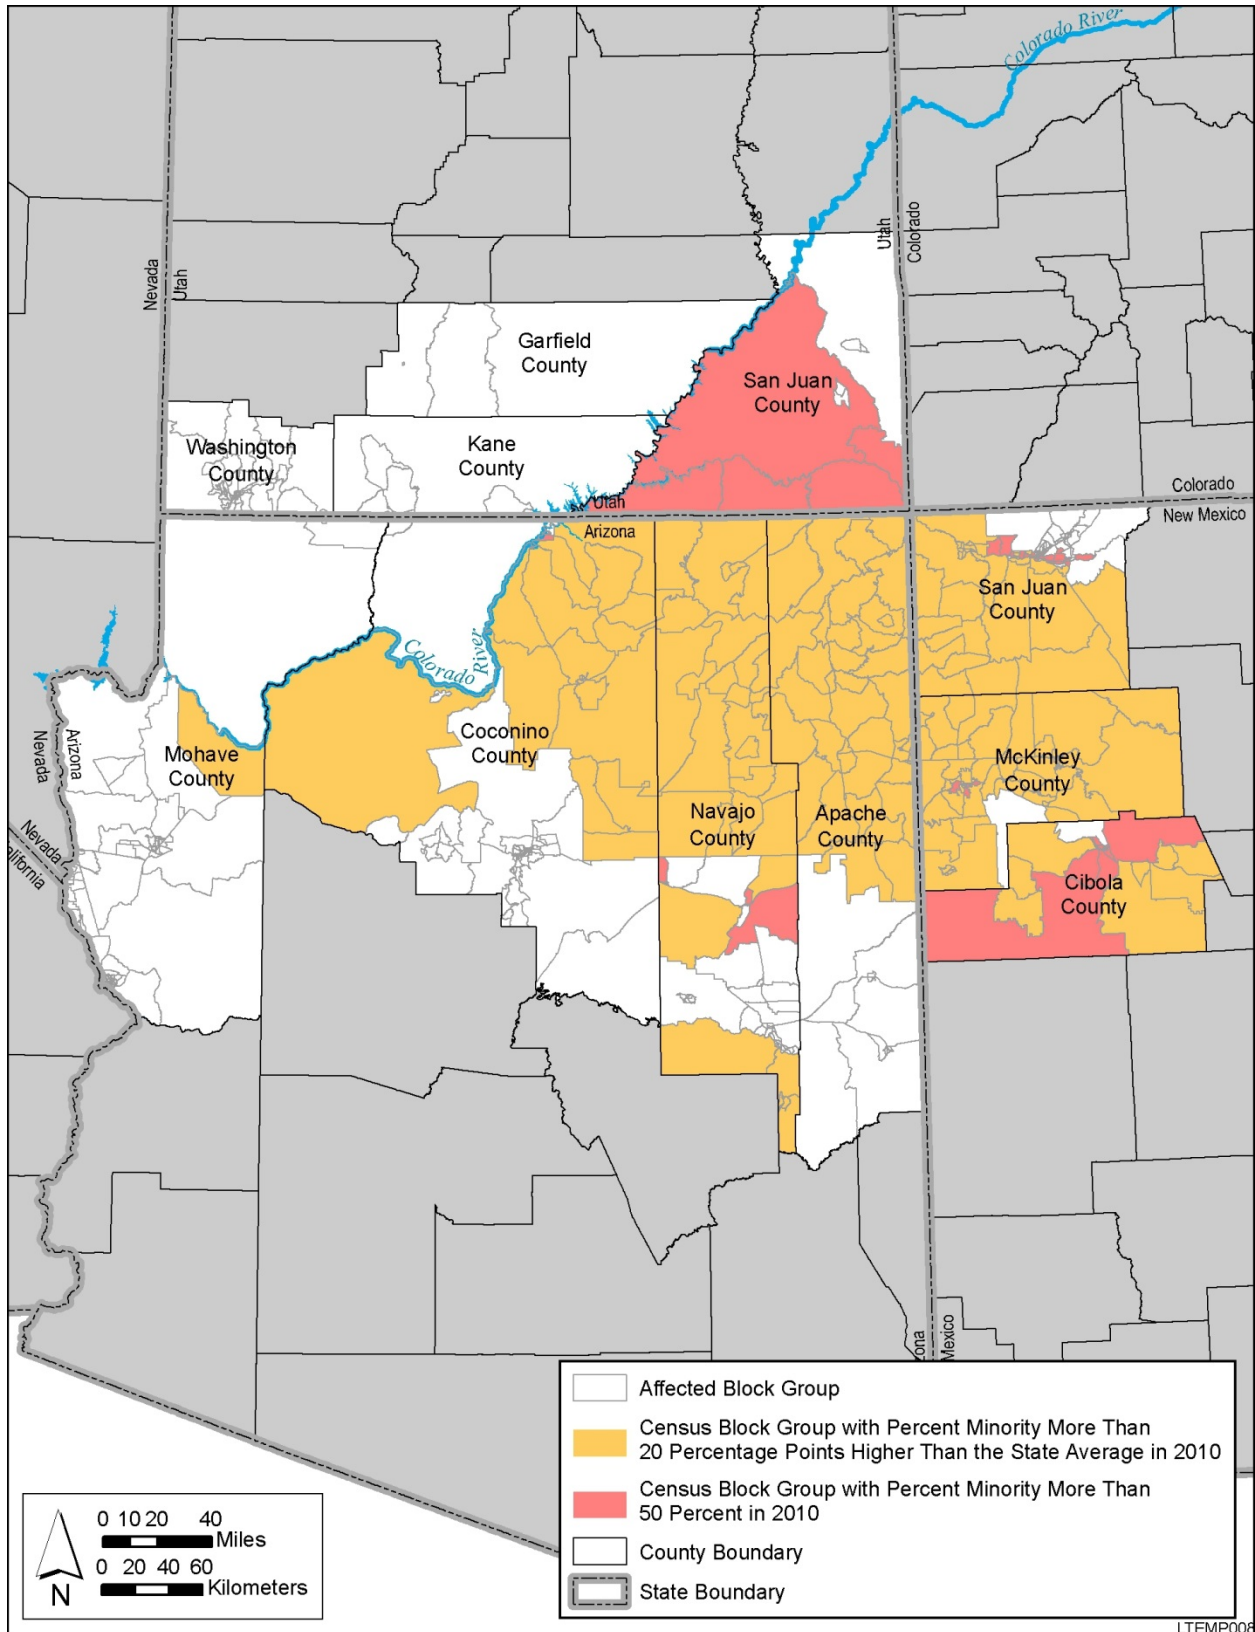 Colorado River
Utah
Colorado
Nevada
Utah
Garfield
County
San Juan
County
Washington
County
Kane
County
Colorado
New Mexico
Utah
Arizona
San Juan
County
Colorado River
Coconino
County
Mohave
County
Arizona
Nevada
McKinley
County
Navajo
County
Apache
County
Cibola
County
Nevada
alifornia
zona
Mexico
Affected Block Group
Census Block Group with Percent Minority More Than
20 Percentage Points Higher Than the State Average in 2010
Census Block Group with Percent Minority More Than
50 Percent in 2010
County Boundary
State Boundary
N
0 10 20 40
Miles
0 20 40 60
Kilometers
LTEMP008